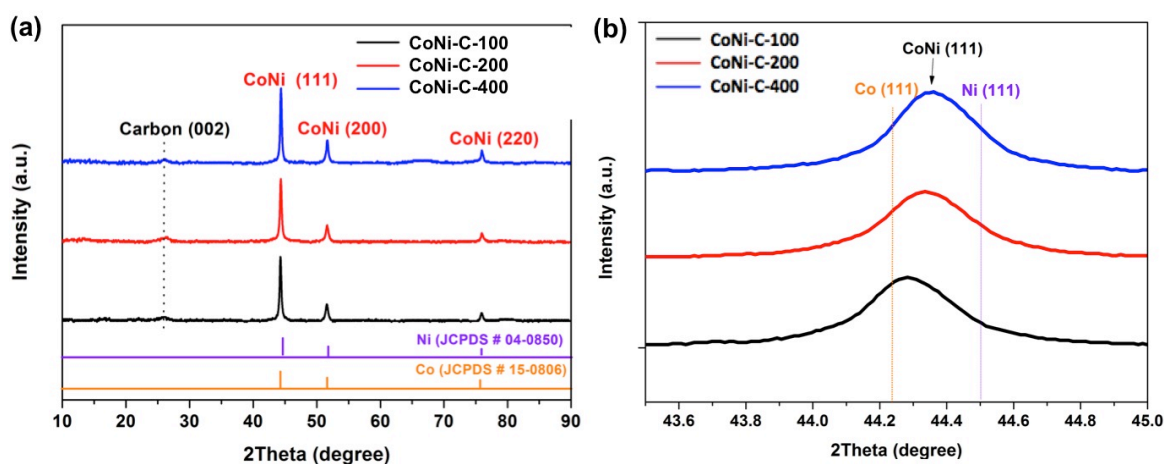 (a)
CoNi-C-100
CoNi-C-200
CoNi-C-400
CoNi (111)
Carbon (002)
CoNi (200)
CoNi (220)
Ni (JCPDS # 04-0850)
Co (JCPDS # 15-0806)
Intensity (a.u.)
10 20 30 40 50 60 70 80 90
2Theta (degree)
(b)
CoNi-C-100
CoNi-C-200
CoNi-C-400
CoNi (111)
Co (111)
Ni (111)
Intensity (a.u.)
43.6 43.8 44.0 44.2 44.4 44.6 44.8 45.0
2Theta (degree)